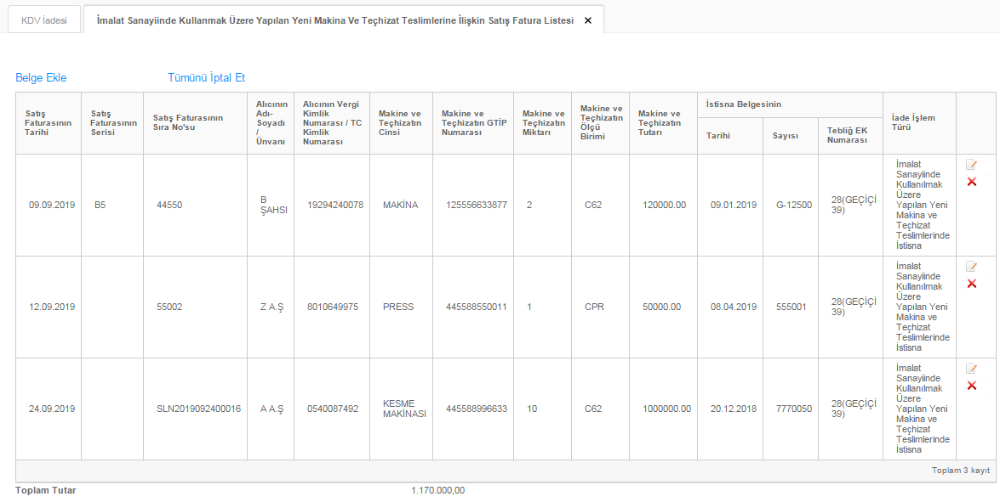 KDV İadesi
İmalat Sanayiinde Kullanmak Üzere Yapılan Yeni Makina Ve Teçhizat Teslimlerine İlişkin Satış Fatura Listesi
Belge Ekle
Tümünü İptal Et
Satış
Faturasının
Tarihi
Satış
Faturasının
Serisi
Satış Faturasının
Sıra No'su
Alıcının
Adı-
Soyadı
/
Ünvanı
Alıcının Vergi
Kimlik
Numarası / TC
Kimlik
Numarası
Makine ve
Teçhizatın
Cinsi
Makine ve
Teçhizatın GTİP
Numarası
Makine ve
Teçhizatın
Miktarı
Makine ve
Teçhizatın
Ölçü
Birimi
Makine ve
Teçhizatın
Tutarı
İstisna Belgesinin
Tarihi
Sayısı
Tebliğ EK
Numarası
İade İşlem
Türü
09.09.2019
B5
44550
B
ŞAHSI
19294240078
MAKİNA
125556633877
2
C62
120000.00
09.01.2019
G-12500
28(GEÇİÇİ
39)
İmalat
Sanayiinde
Kullanılmak
Üzere
Yapılan Yeni
Makina ve
Teçhizat
Teslimlerinde
İstisna
12.09.2019
55002
Z A.Ş
8010649975
PRESS
445588550011
1
CPR
50000.00
08.04.2019
555001
28(GEÇİÇİ
39)
İmalat
Sanayiinde
Kullanılmak
Üzere
Yapılan Yeni
Makina ve
Teçhizat
Teslimlerinde
İstisna
24.09.2019
SLN2019092400016
A A.Ş
0540087492
KESME
MAKİNASI
445588996633
10
C62
1000000.00
20.12.2018
7770050
28(GEÇİÇİ
39)
İmalat
Sanayiinde
Kullanılmak
Üzere
Yapılan Yeni
Makina ve
Teçhizat
Teslimlerinde
İstisna
Toplam 3 kayıt
Toplam Tutar
1.170.000,00